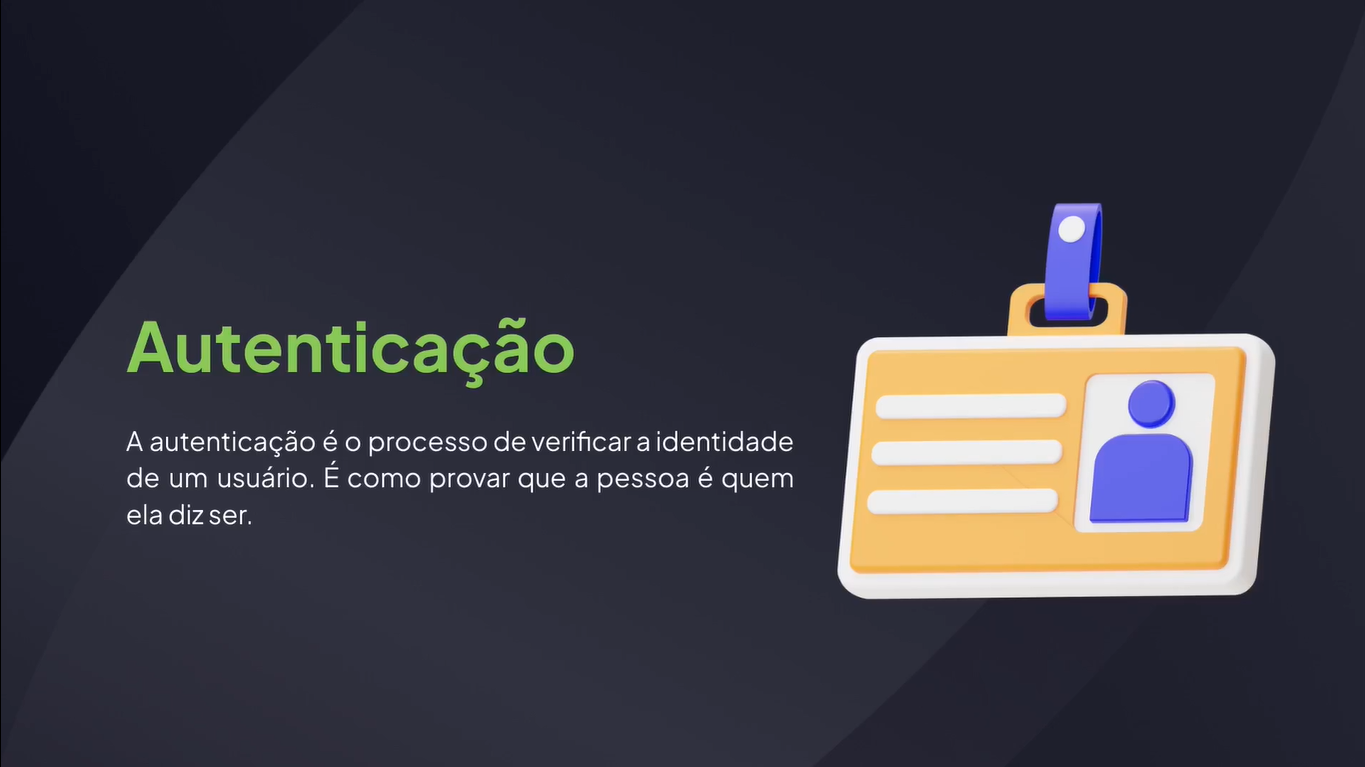 Autenticação
A autenticação é o processo de verificar a identidade
de um usuário. É como provar que a pessoa é quem
ela diz ser.